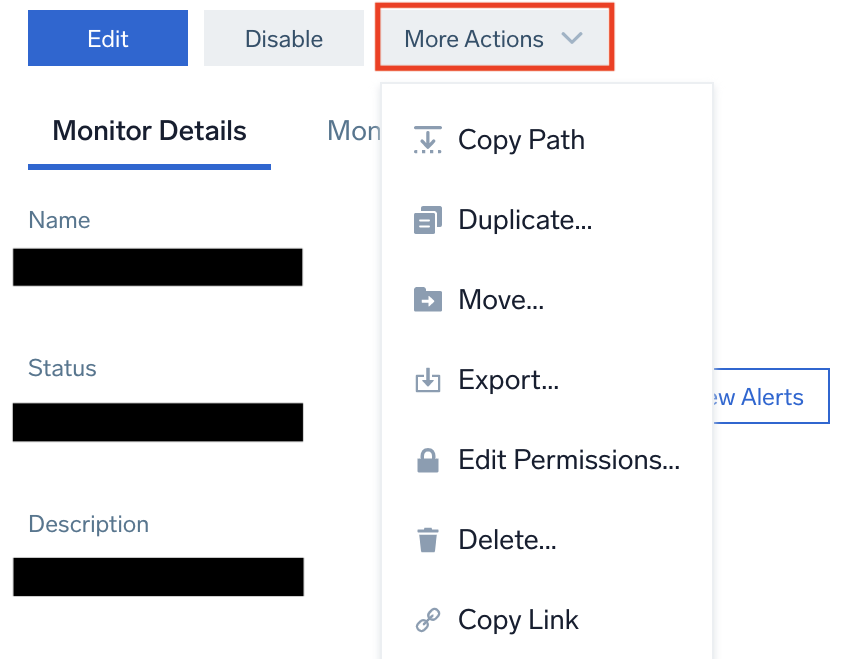 Edit
Disable
More Actions
Monitor Details
Mon
Copy Path
Duplicate...
Name
Move...
Status
Export...
ew Alerts
Edit Permissions...
Description
Delete...
Copy Link